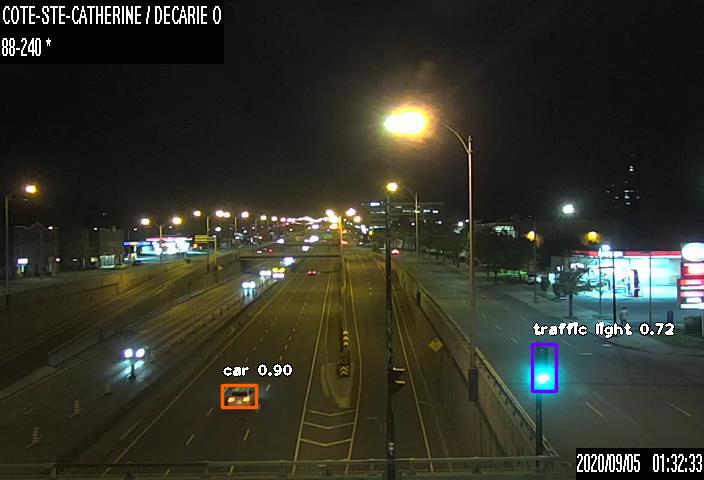 COTE-STE-CATHERINE / DECARIE O
88-240 *
traffic light 0.72
car 0.90
2020/09/05 01:32:33